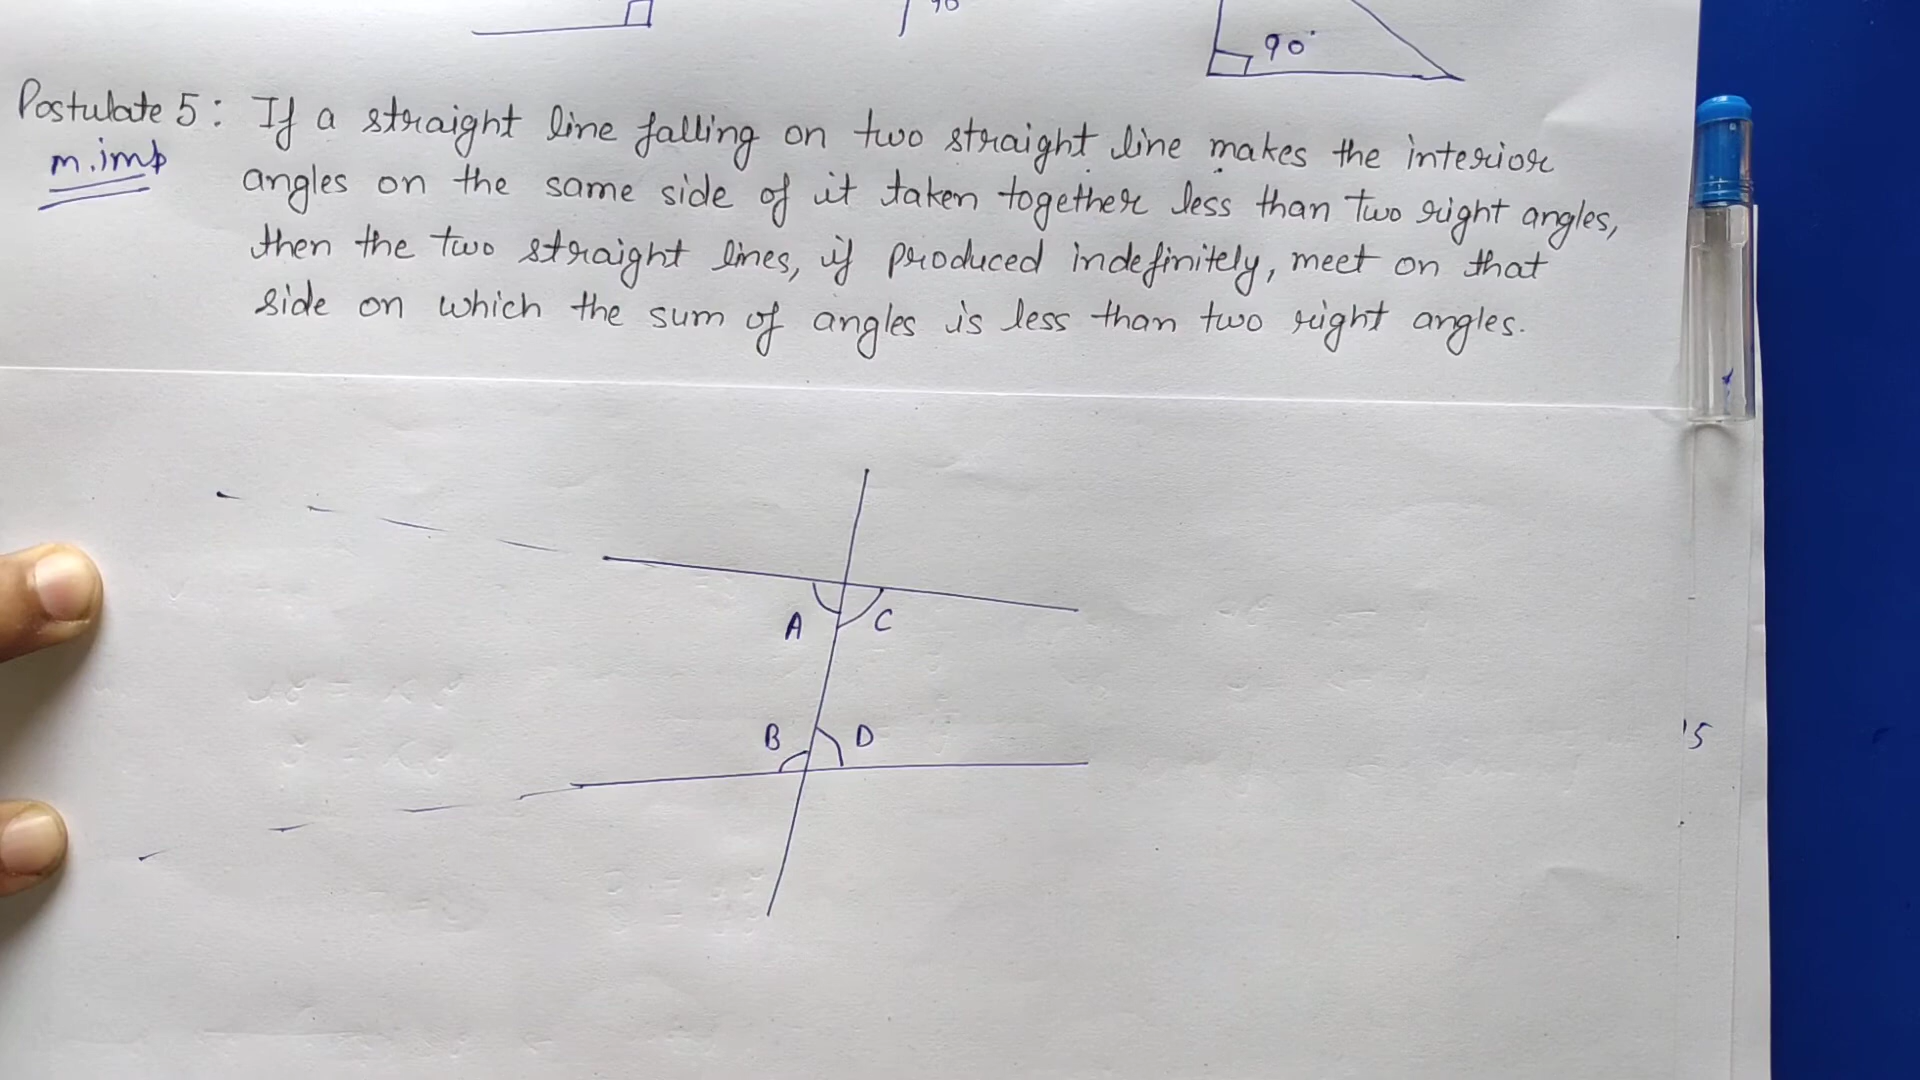 90°
Postulate 5: If a straight line falling on two straight line makes the interior
m.imp
angles on the same side of it taken together less than two right angles,
then the two straight lines, if produced indefinitely, meet on that
side on which the sum of angles is less than two right angles.
A C
B D